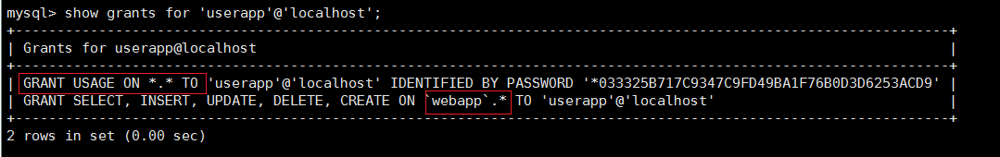 mysql> show grants for 'userapp'@'localhost';
+--------------------------------------------------------------------------------------------------------------+
| Grants for userapp@localhost |
+--------------------------------------------------------------------------------------------------------------+
| GRANT USAGE ON *.* TO 'userapp'@'localhost' IDENTIFIED BY PASSWORD '*033325B717C9347C9FD49BA1F76B0D3D6253ACD9' |
| GRANT SELECT, INSERT, UPDATE, DELETE, CREATE ON `webapp`.* TO 'userapp'@'localhost' |
+--------------------------------------------------------------------------------------------------------------+
2 rows in set (0.00 sec)